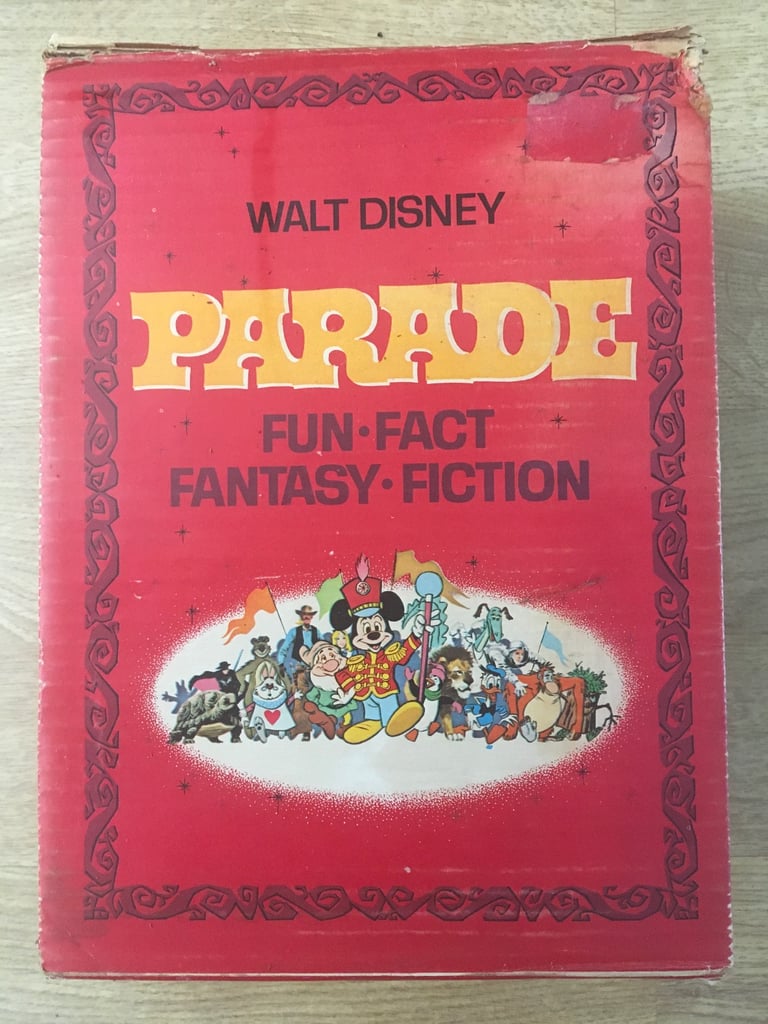 WALT DISNEY
PARADE
FUN·FACT
FANTASY·FICTION